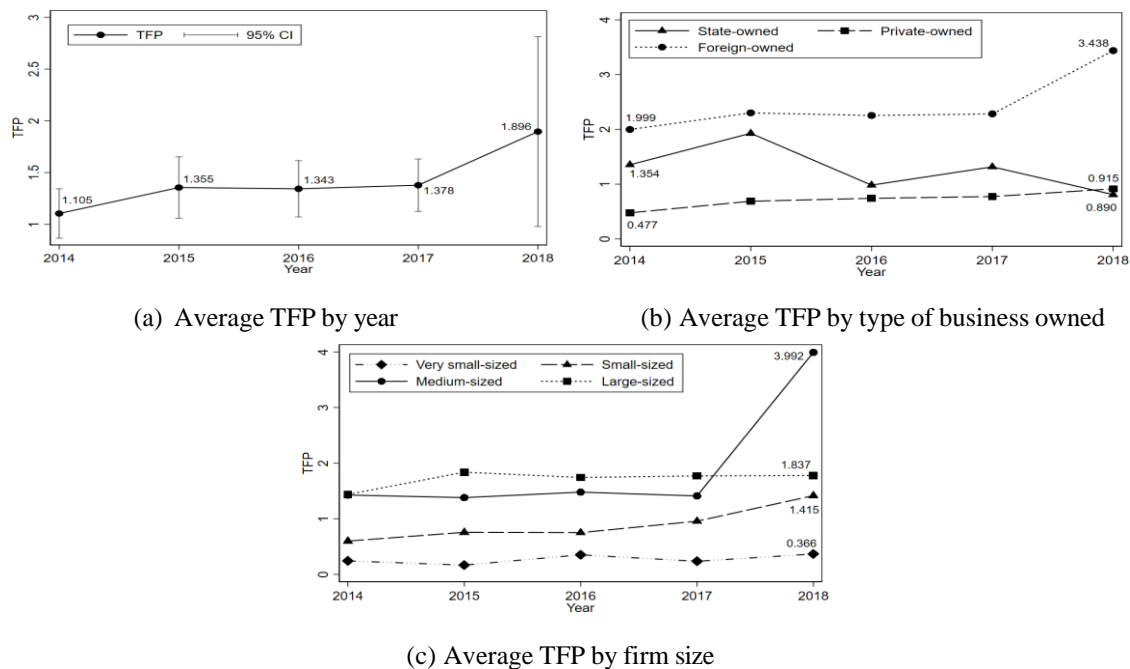 3
2.5
2
1.5
1
TFP
TFP 95% CI
1.105
1.355
1.343
1.378
1.896
2014 2015 2016 2017 2018
Year
(a) Average TFP by year
4
3
2
1
0
TFP
State-owned Private-owned
Foreign-owned
3.438
1.999
1.354
0.477
0.915
0.890
2014 2015 2016 2017 2018
Year
(b) Average TFP by type of business owned
4
3
2
1
0
TFP
Very small-sized Small-sized
Medium-sized Large-sized
3.992
1.837
1.415
0.366
2014 2015 2016 2017 2018
Year
(c) Average TFP by firm size